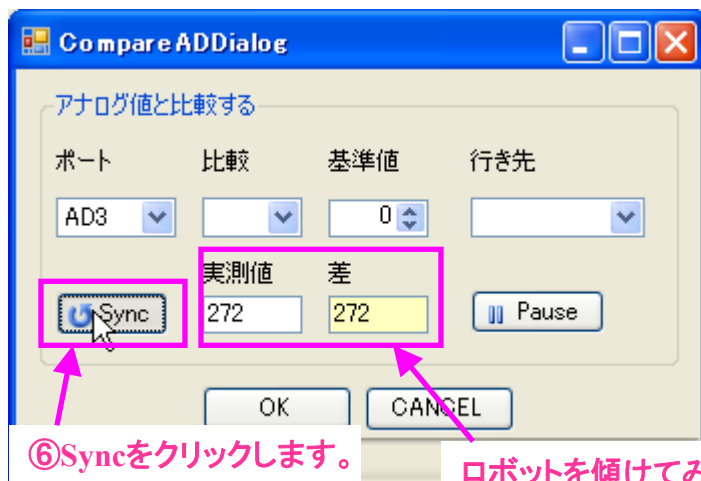 CompareADDialog
アナログ値と比較する
ポート 比較 基準値 行き先
AD3 0
実測値 差
Sync 272 272 Pause
OK CANCEL
⑥Syncをクリックします。
ロボットを傾けてみ